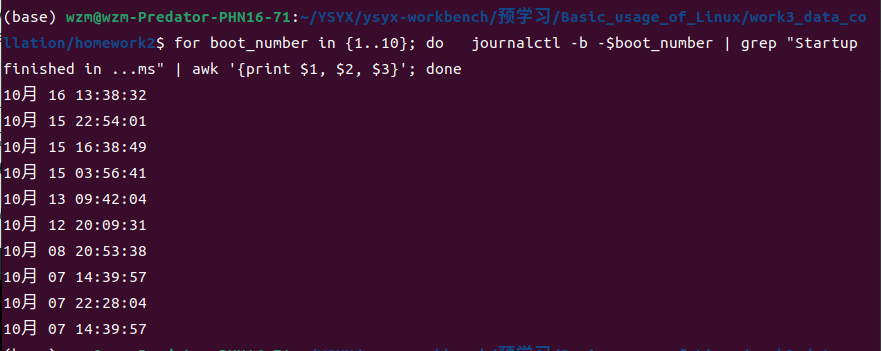 (base) wzm@wzm-Predator-PHN16-71:~/YSYX/ysyx-workbench/预学习/Basic_usage_of_Linux/work3_data_co
llation/homework2$ for boot_number in {1..10}; do   journalctl -b -$boot_number | grep "Startup
finished in ...ms" | awk '{print $1, $2, $3}'; done
10月 16 13:38:32
10月 15 22:54:01
10月 15 16:38:49
10月 15 03:56:41
10月 13 09:42:04
10月 12 20:09:31
10月 08 20:53:38
10月 07 14:39:57
10月 07 22:28:04
10月 07 14:39:57